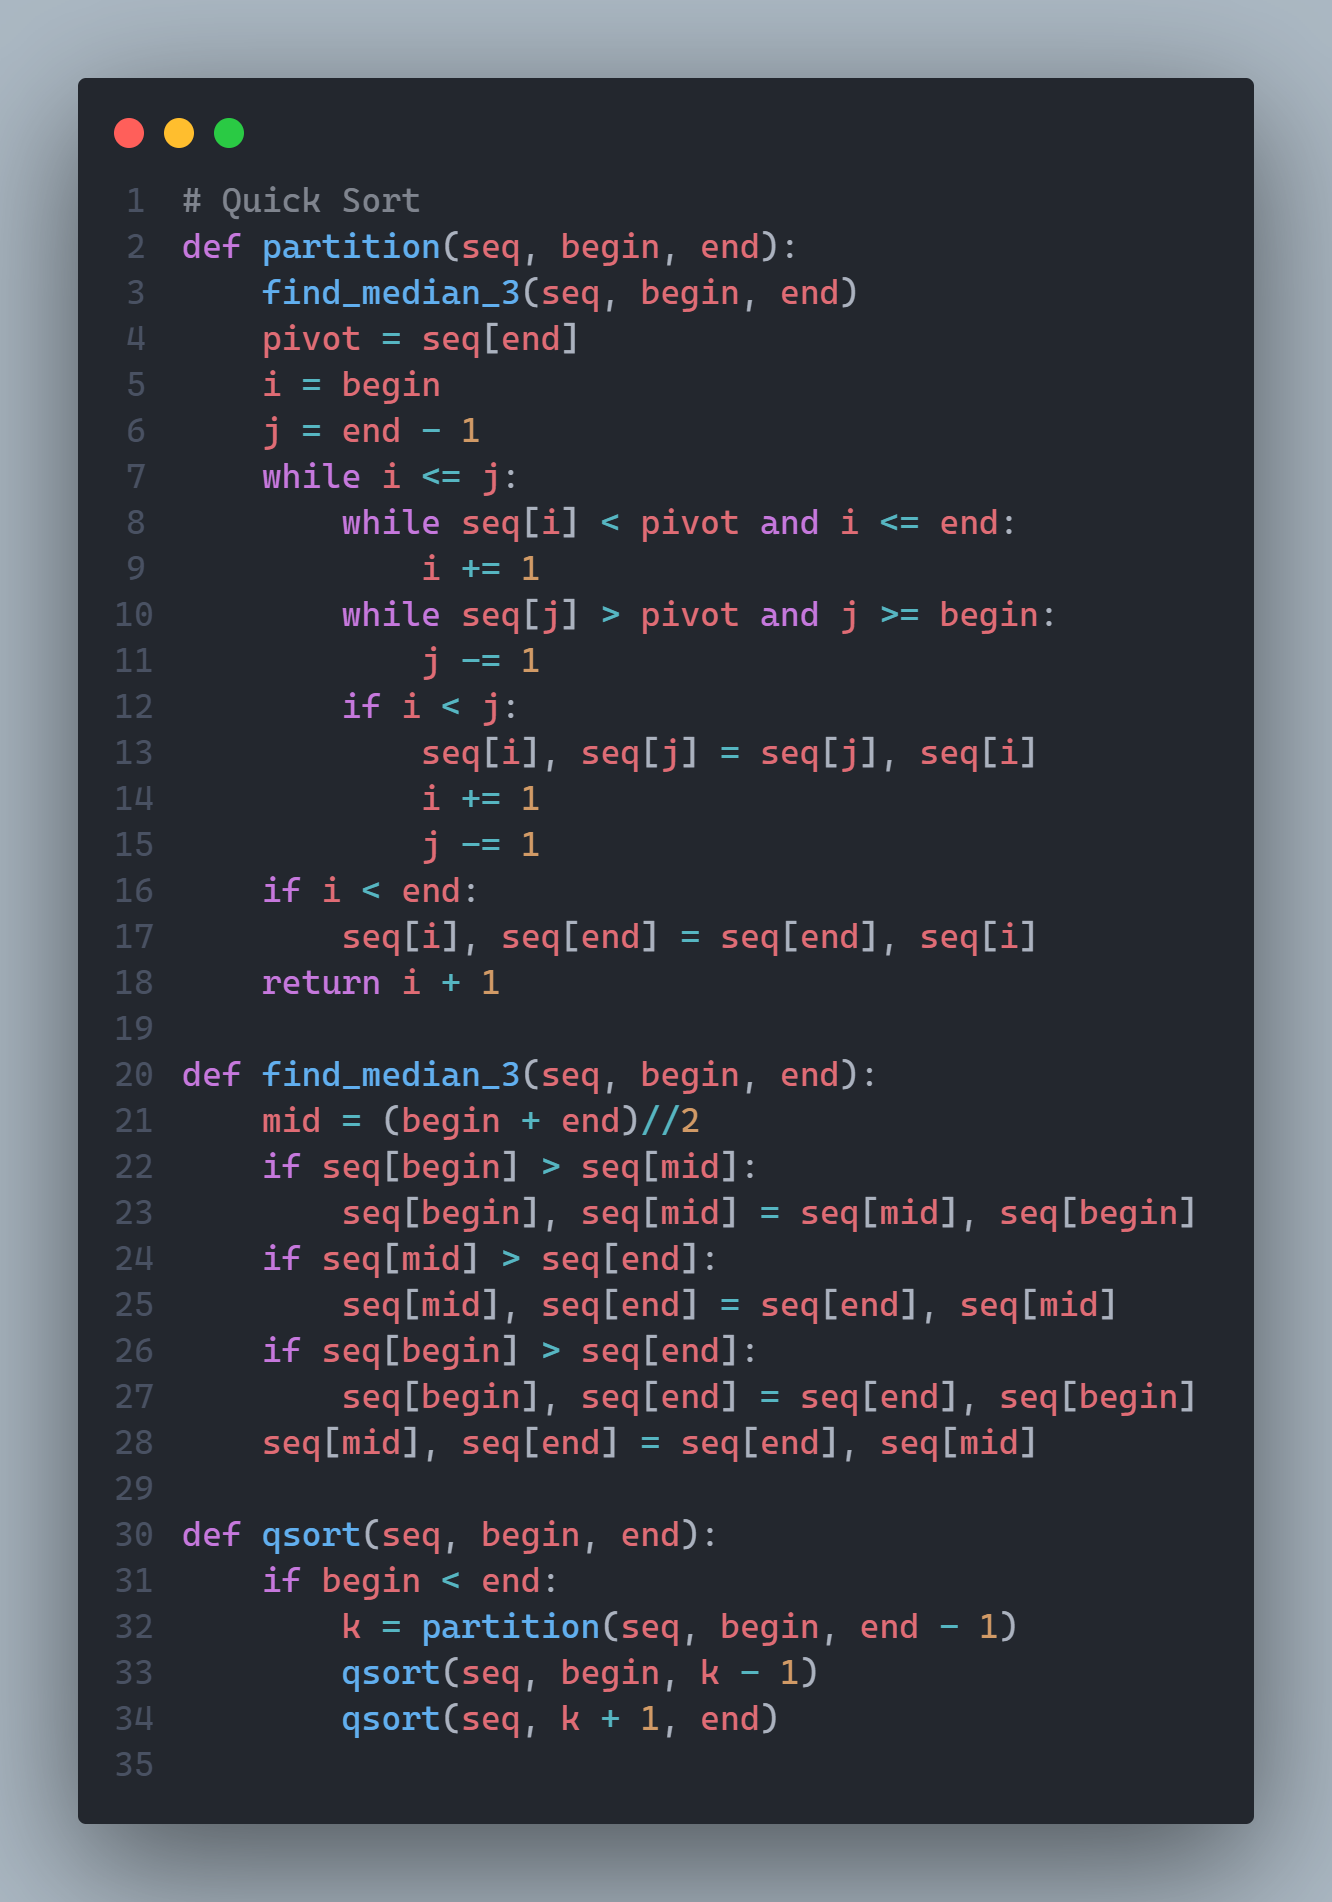 1 # Quick Sort
2 def partition(seq, begin, end):
3     find_median_3(seq, begin, end)
4     pivot = seq[end]
5     i = begin
6     j = end - 1
7     while i <= j:
8         while seq[i] < pivot and i <= end:
9             i += 1
10         while seq[j] > pivot and j >= begin:
11             j -= 1
12         if i < j:
13             seq[i], seq[j] = seq[j], seq[i]
14             i += 1
15             j -= 1
16     if i < end:
17         seq[i], seq[end] = seq[end], seq[i]
18     return i + 1
19
20 def find_median_3(seq, begin, end):
21     mid = (begin + end)//2
22     if seq[begin] > seq[mid]:
23         seq[begin], seq[mid] = seq[mid], seq[begin]
24     if seq[mid] > seq[end]:
25         seq[mid], seq[end] = seq[end], seq[mid]
26     if seq[begin] > seq[end]:
27         seq[begin], seq[end] = seq[end], seq[begin]
28     seq[mid], seq[end] = seq[end], seq[mid]
29
30 def qsort(seq, begin, end):
31     if begin < end:
32         k = partition(seq, begin, end - 1)
33         qsort(seq, begin, k - 1)
34         qsort(seq, k + 1, end)
35